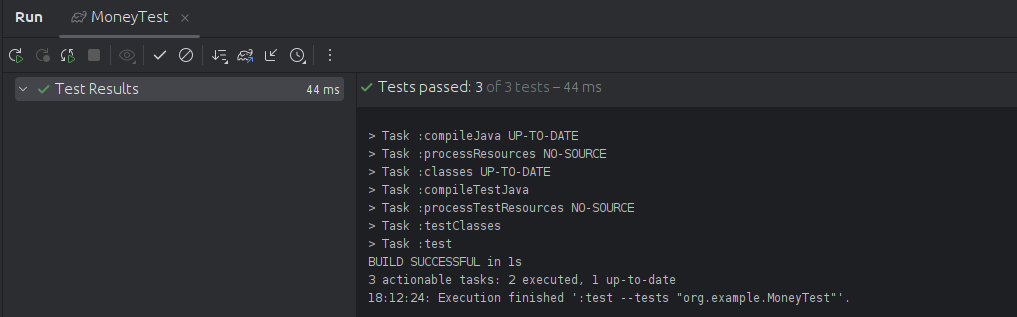 Run MoneyTest
Test Results 44 ms
Tests passed: 3 of 3 tests – 44 ms
> Task :compileJava UP-TO-DATE
> Task :processResources NO-SOURCE
> Task :classes UP-TO-DATE
> Task :compileTestJava
> Task :processTestResources NO-SOURCE
> Task :testClasses
> Task :test
BUILD SUCCESSFUL in 1s
3 actionable tasks: 2 executed, 1 up-to-date
18:12:24: Execution finished ':test --tests "org.example.MoneyTest"'.